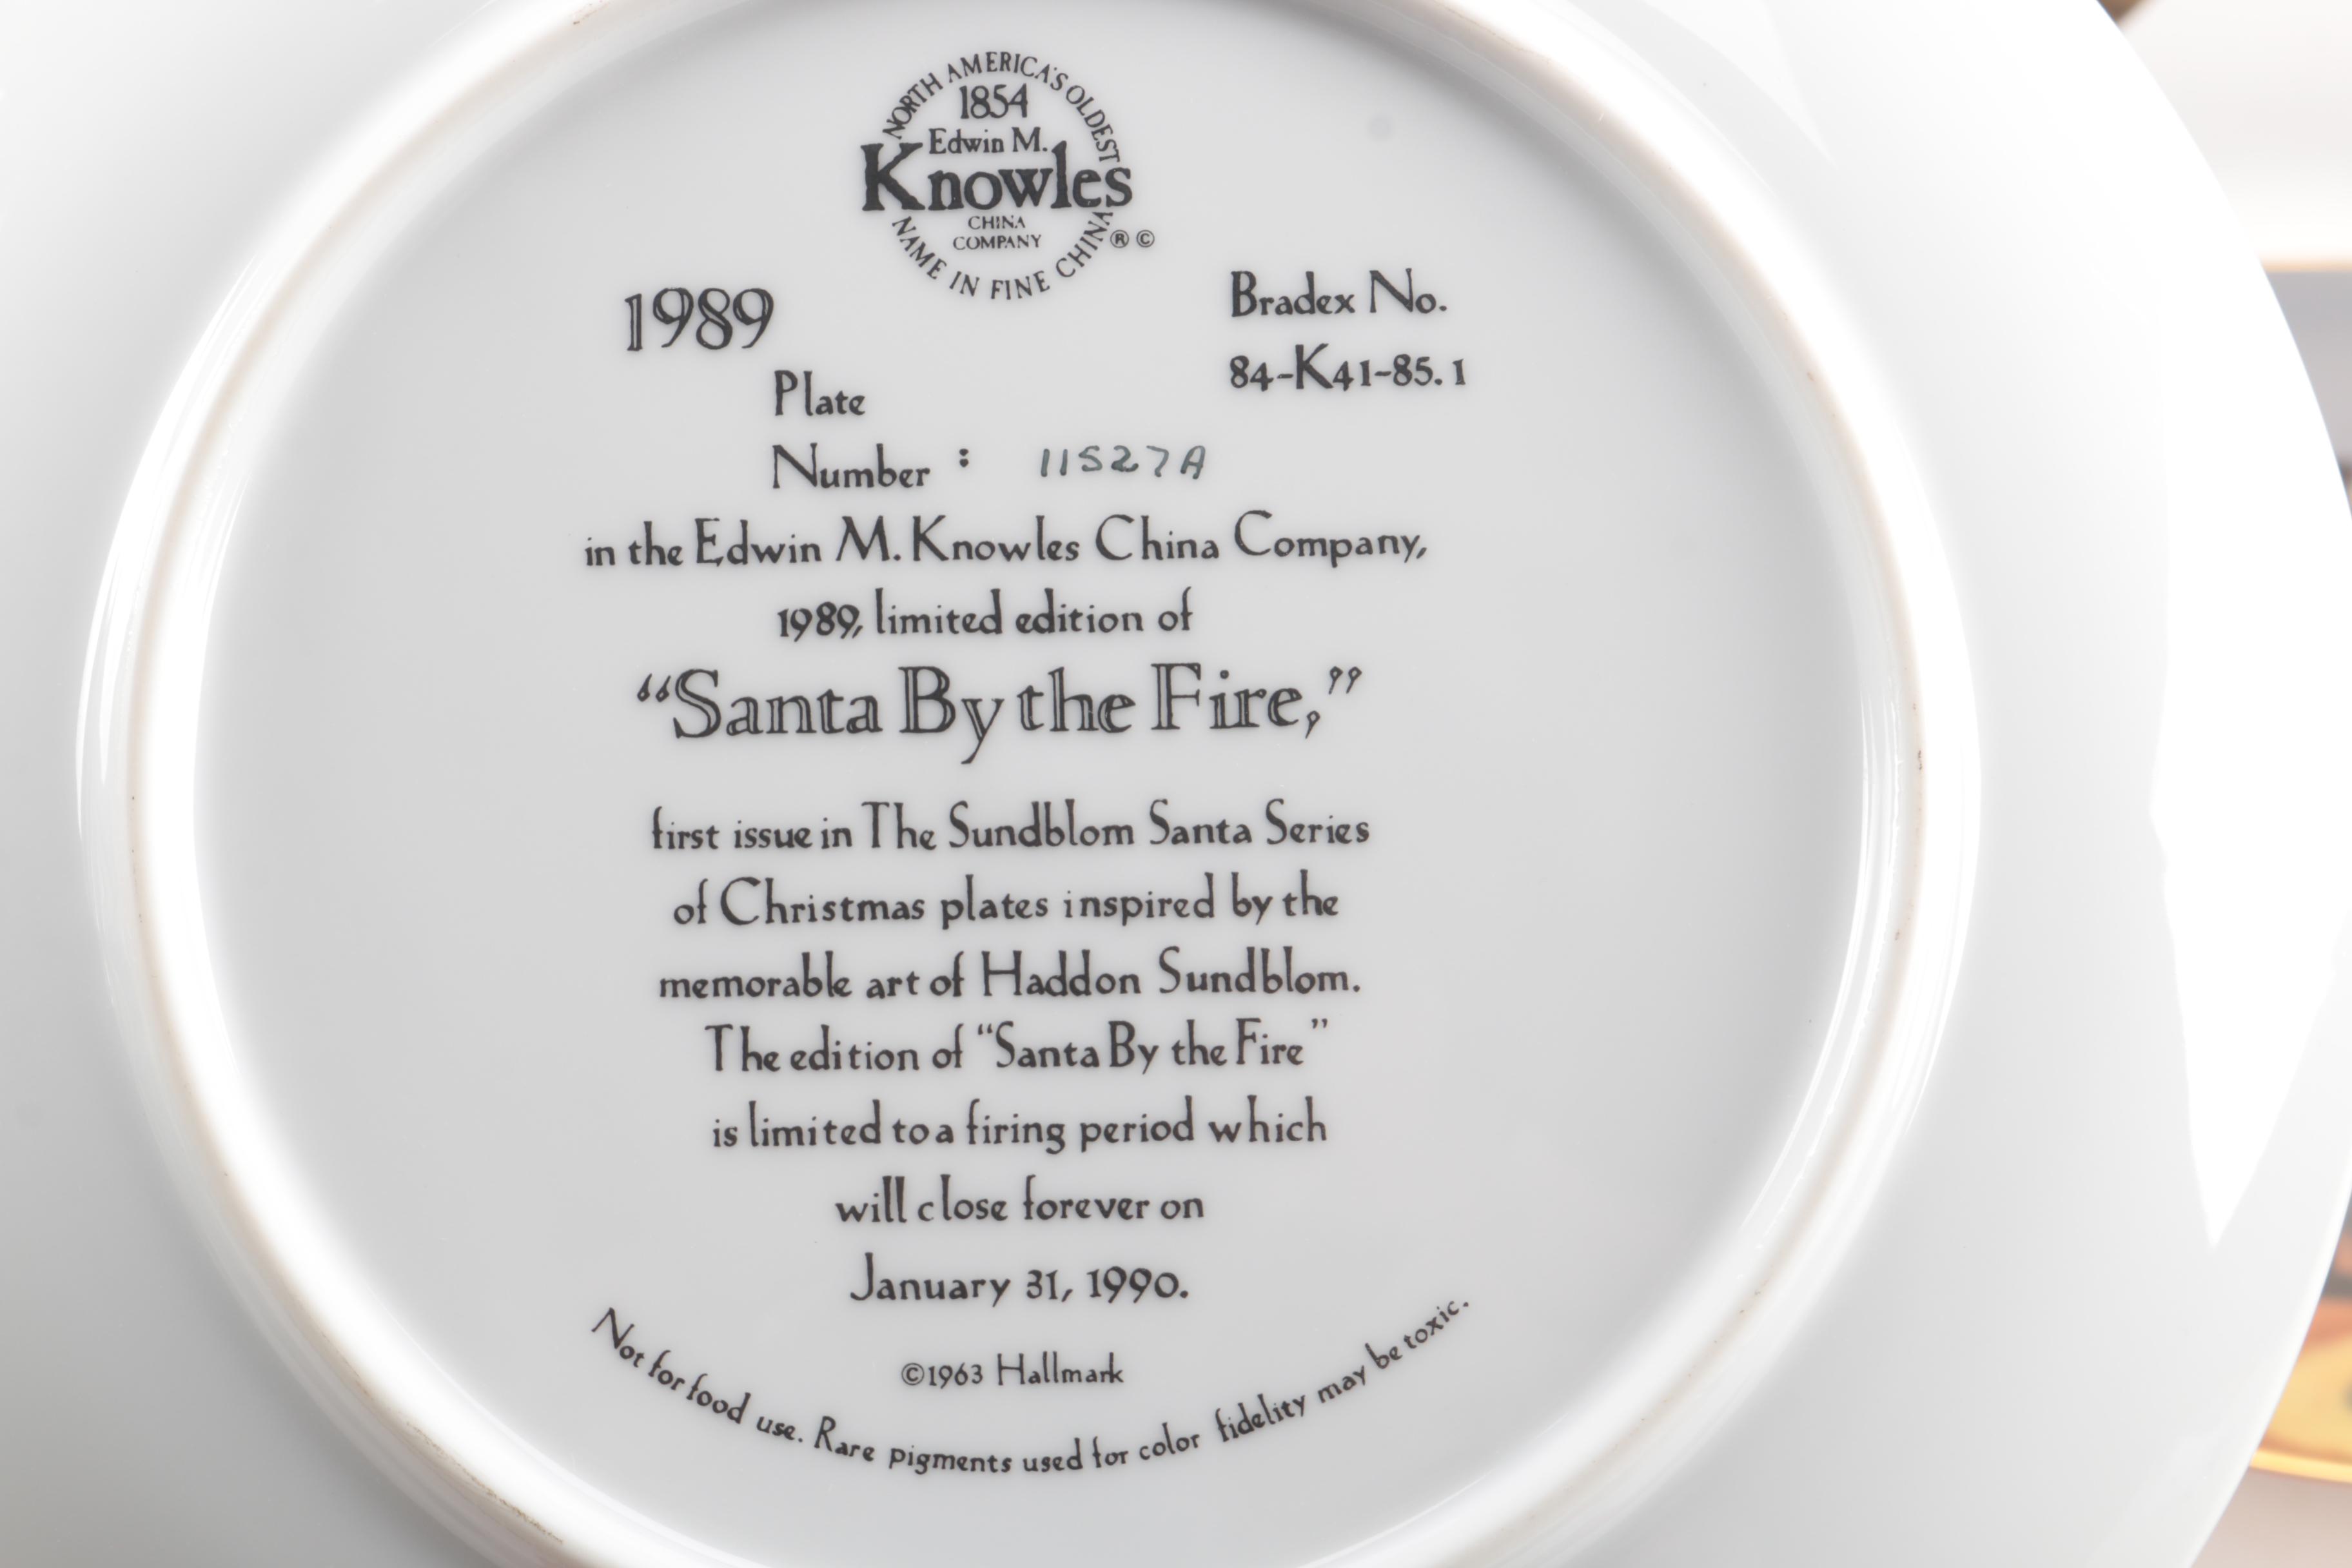 NORTH AMERICA'S OLDEST
1854
Edwin M.
Knowles
CHINA
COMPANY
NAME IN FINE CHINA
®©
1989
Bradex No.
84-K41-85.1
Plate
Number : 11527A
in the Edwin M. Knowles China Company,
1989, limited edition of
“Santa By the Fire,”
first issue in The Sundblom Santa Series
of Christmas plates inspired by the
memorable art of Haddon Sundblom.
The edition of “Santa By the Fire”
is limited to a firing period which
will close forever on
January 31, 1990.
©1963 Hallmark
Not for food use. Rare pigments used for color fidelity may be toxic.